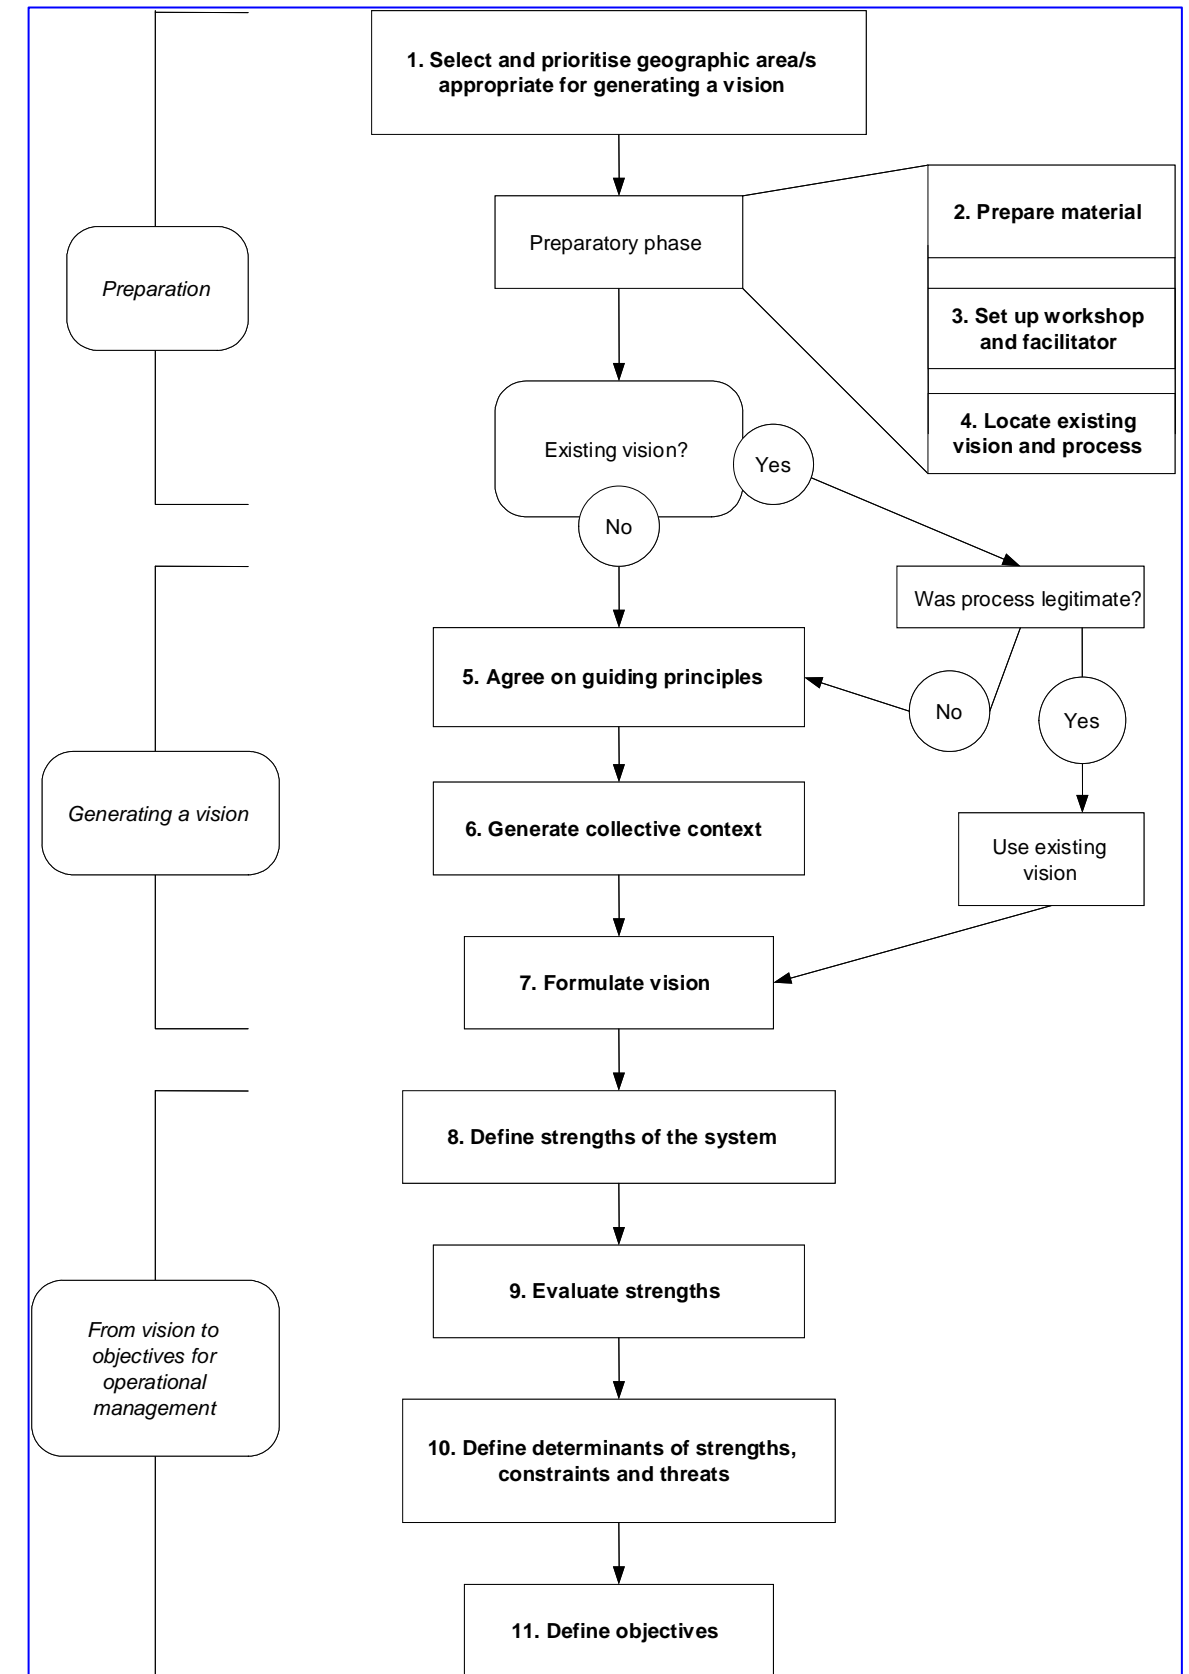 1. Select and prioritise geographic area/s
appropriate for generating a vision
Preparatory phase
2. Prepare material
3. Set up workshop
and facilitator
4. Locate existing
vision and process
Preparation
Existing vision?
Yes
No
Was process legitimate?
5. Agree on guiding principles
No
Yes
Generating a vision
6. Generate collective context
Use existing
vision
7. Formulate vision
8. Define strengths of the system
9. Evaluate strengths
From vision to
objectives for
operational
management
10. Define determinants of strengths,
constraints and threats
11. Define objectives